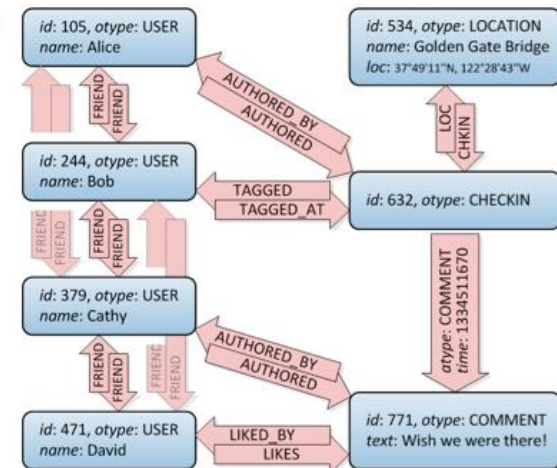 id: 105, otype: USER
name: Alice
id: 534, otype: LOCATION
name: Golden Gate Bridge
loc: 37°49'11"N, 122°28'43"W
FRIEND
FRIEND
AUTHORED_BY
AUTHORED
LOC
CHKIN
id: 244, otype: USER
name: Bob
TAGGED
TAGGED_AT
id: 632, otype: CHECKIN
FRIEND
FRIEND
FRIEND
FRIEND
atype: COMMENT
time: 1334511670
id: 379, otype: USER
name: Cathy
AUTHORED_BY
AUTHORED
FRIEND
FRIEND
FRIEND
FRIEND
id: 471, otype: USER
name: David
LIKED_BY
LIKES
id: 771, otype: COMMENT
text: Wish we were there!